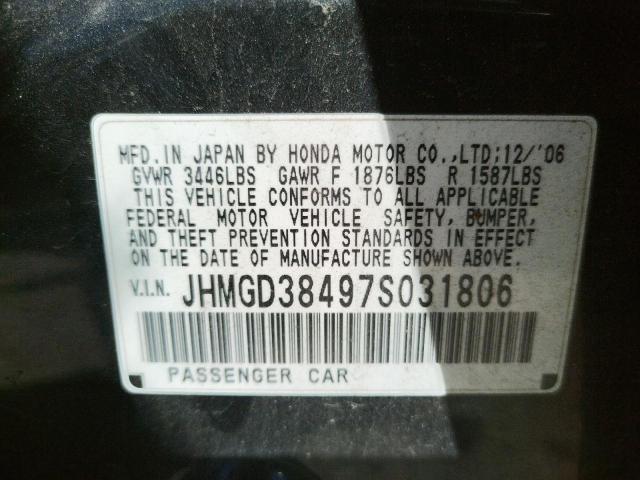 MFD. IN JAPAN BY HONDA MOTOR CO., LTD; 12/'06
GVWR 3446LBS GAWR F 1876LBS R 1587LBS
THIS VEHICLE CONFORMS TO ALL APPLICABLE
FEDERAL MOTOR VEHICLE SAFETY, BUMPER,
AND THEFT PREVENTION STANDARDS IN EFFECT
ON THE DATE OF MANUFACTURE SHOWN ABOVE.
V.I.N. JHMGD38497S031806
PASSENGER CAR